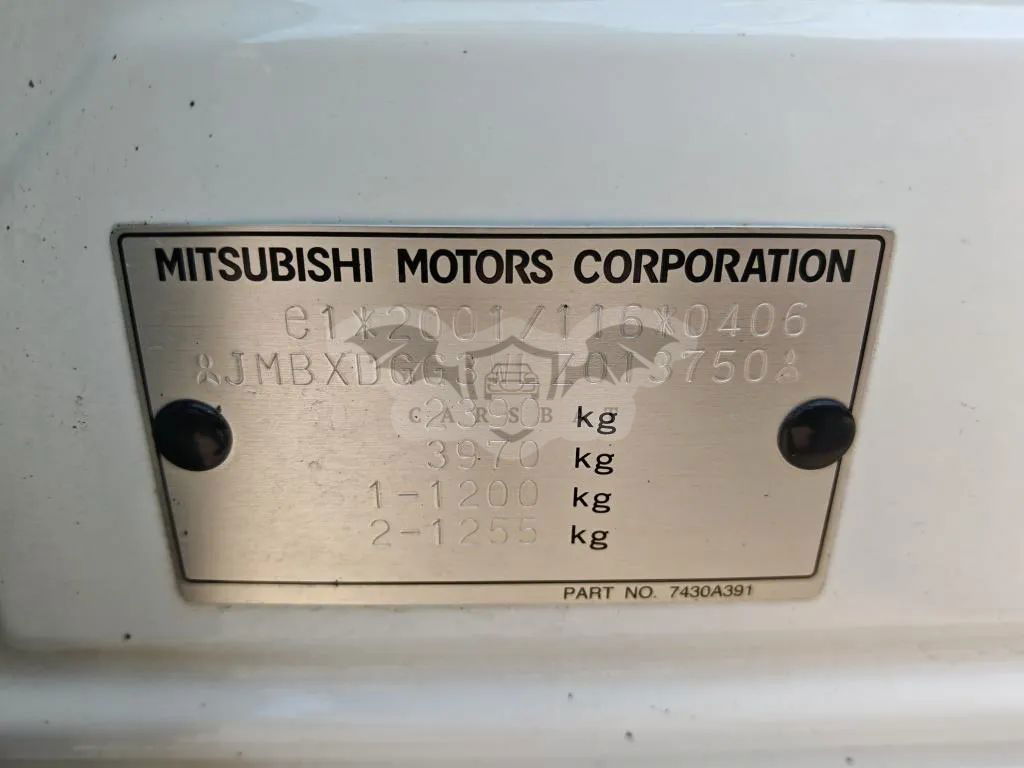 MITSUBISHI MOTORS CORPORATION
e1*2001/116*0406
2390 kg
3970 kg
1-1200 kg
2-1255 kg
PART NO. 7430A391